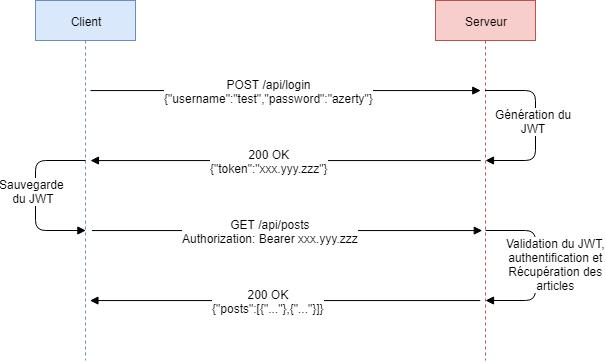 Client
Serveur
POST /api/login
{"username":"test","password":"azerty"}
Génération du
JWT
200 OK
{"token":"xxx.yyy.zzz"}
Sauvegarde
du JWT
GET /api/posts
Authorization: Bearer xxx.yyy.zzz
Validation du JWT,
authentification et
Récupération des
articles
200 OK
{"posts":[{"..."},{"..."}]}